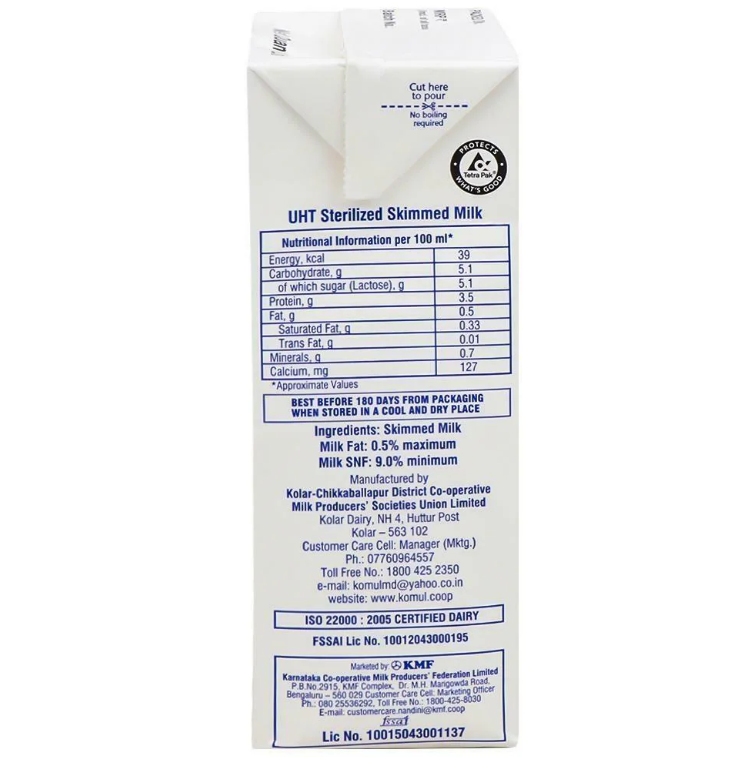 PACKED
MRP ₹
Batch No.
Cut here
to pour
No boiling
required
PROTECTS
Tetra Pak®
WHAT'S GOOD
UHT Sterilized Skimmed Milk
Nutritional Information per 100 ml*
Energy, kcal 39
Carbohydrate, g 5.1
of which sugar (Lactose), g 5.1
Protein, g 3.5
Fat, g 0.5
Saturated Fat, g 0.33
Trans Fat, g 0.01
Minerals, g 0.7
Calcium, mg 127
*Approximate Values
BEST BEFORE 180 DAYS FROM PACKAGING
WHEN STORED IN A COOL AND DRY PLACE
Ingredients: Skimmed Milk
Milk Fat: 0.5% maximum
Milk SNF: 9.0% minimum
Manufactured by
Kolar-Chikkaballapur District Co-operative
Milk Producers' Societies Union Limited
Kolar Dairy, NH 4, Huttur Post
Kolar – 563 102
Customer Care Cell: Manager (Mktg.)
Ph.: 07760964557
Toll Free No.: 1800 425 2350
e-mail: komulmd@yahoo.co.in
website: www.komul.coop
ISO 22000 : 2005 CERTIFIED DAIRY
FSSAI Lic No. 10012043000195
Marketed by: KMF
Karnataka Co-operative Milk Producers' Federation Limited
P.B.No.2915, KMF Complex, Dr. M.H. Marigowda Road,
Bengaluru – 560 029 Customer Care Cell: Marketing Officer
Ph.: 080 25536292, Toll Free No.: 1800-425-8030
E-mail: customercare.nandini@kmf.coop
fssai
Lic No. 10015043001137